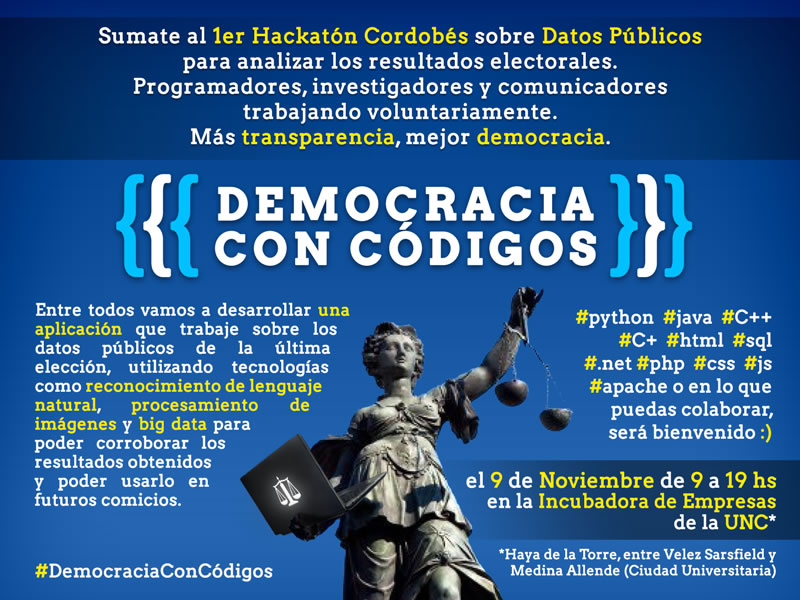 Sumate al 1er Hackatón Cordobés sobre Datos Públicos
para analizar los resultados electorales.
Programadores, investigadores y comunicadores
trabajando voluntariamente.
Más transparencia, mejor democracia.
{{{ DEMOCRACIA }}}
CON CÓDIGOS
Entre todos vamos a desarrollar una
aplicación que trabaje sobre los
datos públicos de la última
elección, utilizando tecnologías
como reconocimiento de lenguaje
natural, procesamiento de
imágenes y big data para
poder corroborar los
resultados obtenidos
y poder usarlo en
futuros comicios.
#DemocraciaConCódigos
#python #java #C++
#C+ #html #sql
#.net #php #css #js
#apache o en lo que
puedas colaborar,
será bienvenido :)
el 9 de Noviembre de 9 a 19 hs
en la Incubadora de Empresas
de la UNC*
*Haya de la Torre, entre Velez Sarsfield y
Medina Allende (Ciudad Universitaria)